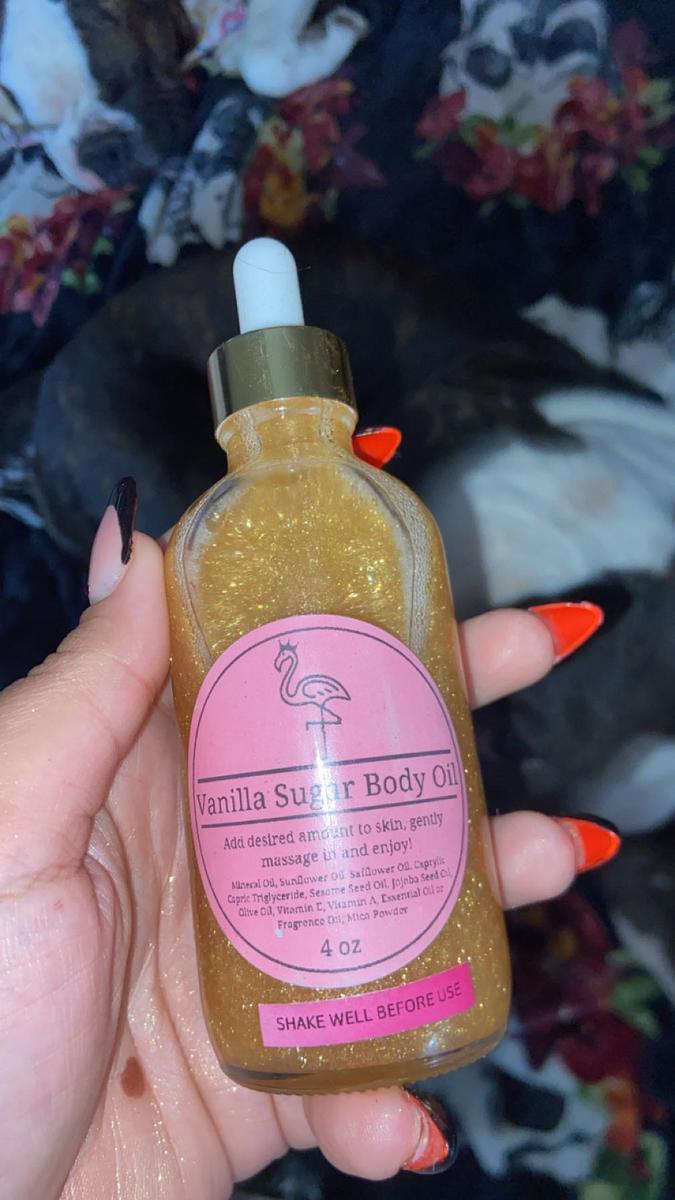 Vanilla Sugar Body Oil
Add desired amount to skin, gently
massage in and enjoy!
Mineral Oil, Sunflower Oil, Safflower Oil, Caprylic
Capric Triglyceride, Sesame Seed Oil, Jojoba Seed Oil,
Olive Oil, Vitamin E, Vitamin A, Essential Oil or
Fragrence Oil, Mica Powder
4 oz
SHAKE WELL BEFORE USE